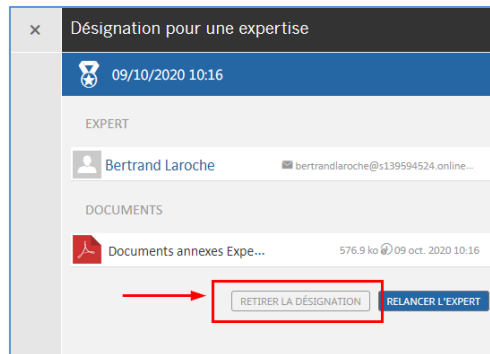 × Désignation pour une expertise
09/10/2020 10:16
EXPERT
Bertrand Laroche bertrandlaroche@s139594524.online...
DOCUMENTS
Documents annexes Expe... 576.9 ko 09 oct. 2020 10:16
RETIRER LA DÉSIGNATION RELANCER L'EXPERT